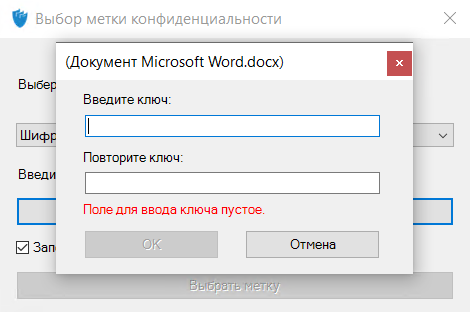 Выбор метки конфиденциальности
(Документ Microsoft Word.docx)
Введите ключ:
Повторите ключ:
Поле для ввода ключа пустое.
OK
Отмена
Выбрать метку